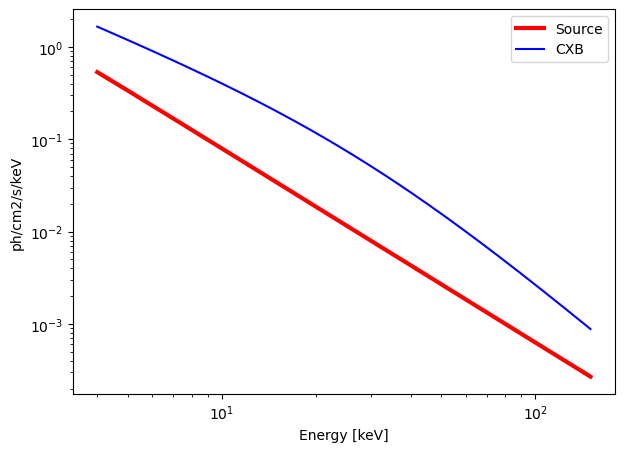 Source
CXB
10⁰
10⁻¹
10⁻²
10⁻³
ph/cm2/s/keV
10¹
10²
Energy [keV]